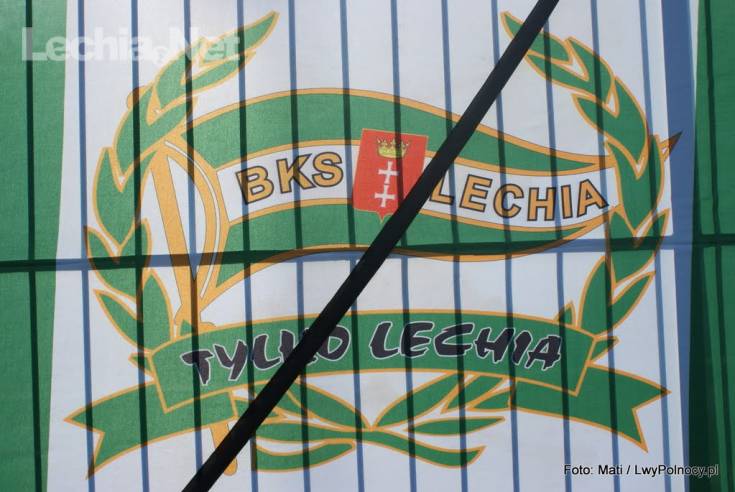 Lechia.Net
BKS LECHIA
TYLKO LECHIA
Foto: Mati / LwyPolnocy.pl